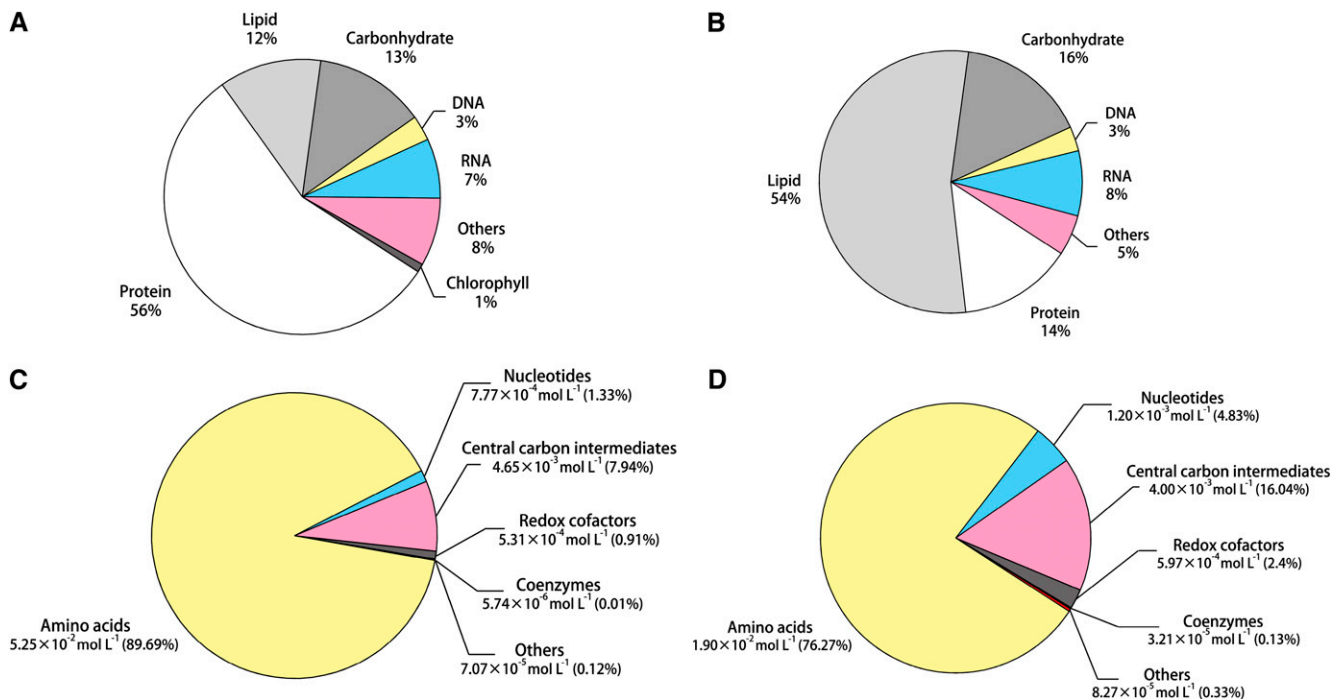 A
Lipid
12%
Carbonhydrate
13%
DNA
3%
RNA
7%
Others
8%
Chlorophyll
1%
Protein
56%
B
Carbonhydrate
16%
DNA
3%
RNA
8%
Others
5%
Protein
14%
Lipid
54%
C
Nucleotides
7.77×10⁻⁴ mol L⁻¹ (1.33%)
Central carbon intermediates
4.65×10⁻³ mol L⁻¹ (7.94%)
Redox cofactors
5.31×10⁻⁴ mol L⁻¹ (0.91%)
Coenzymes
5.74×10⁻⁶ mol L⁻¹ (0.01%)
Others
7.07×10⁻⁵ mol L⁻¹ (0.12%)
Amino acids
5.25×10⁻² mol L⁻¹ (89.69%)
D
Nucleotides
1.20×10⁻³ mol L⁻¹ (4.83%)
Central carbon intermediates
4.00×10⁻³ mol L⁻¹ (16.04%)
Redox cofactors
5.97×10⁻⁴ mol L⁻¹ (2.4%)
Coenzymes
3.21×10⁻⁵ mol L⁻¹ (0.13%)
Others
8.27×10⁻⁵ mol L⁻¹ (0.33%)
Amino acids
1.90×10⁻² mol L⁻¹ (76.27%)